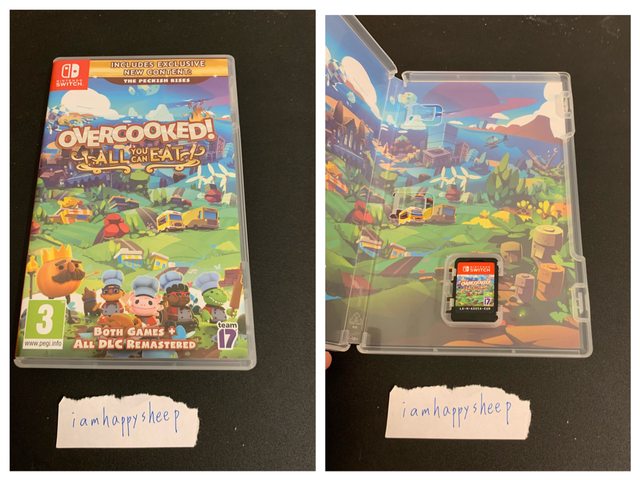 NINTENDO
SWITCH
INCLUDES EXCLUSIVE
NEW CONTENT:
THE PECKISH RISES
OVERCOOKED!
ALL YOU
CAN EAT
BOTH GAMES +
ALL DLC REMASTERED
3
www.pegi.info
team
17
iamhappysheep
SWITCH
OVERCOOKED!
17
iamhappysheep